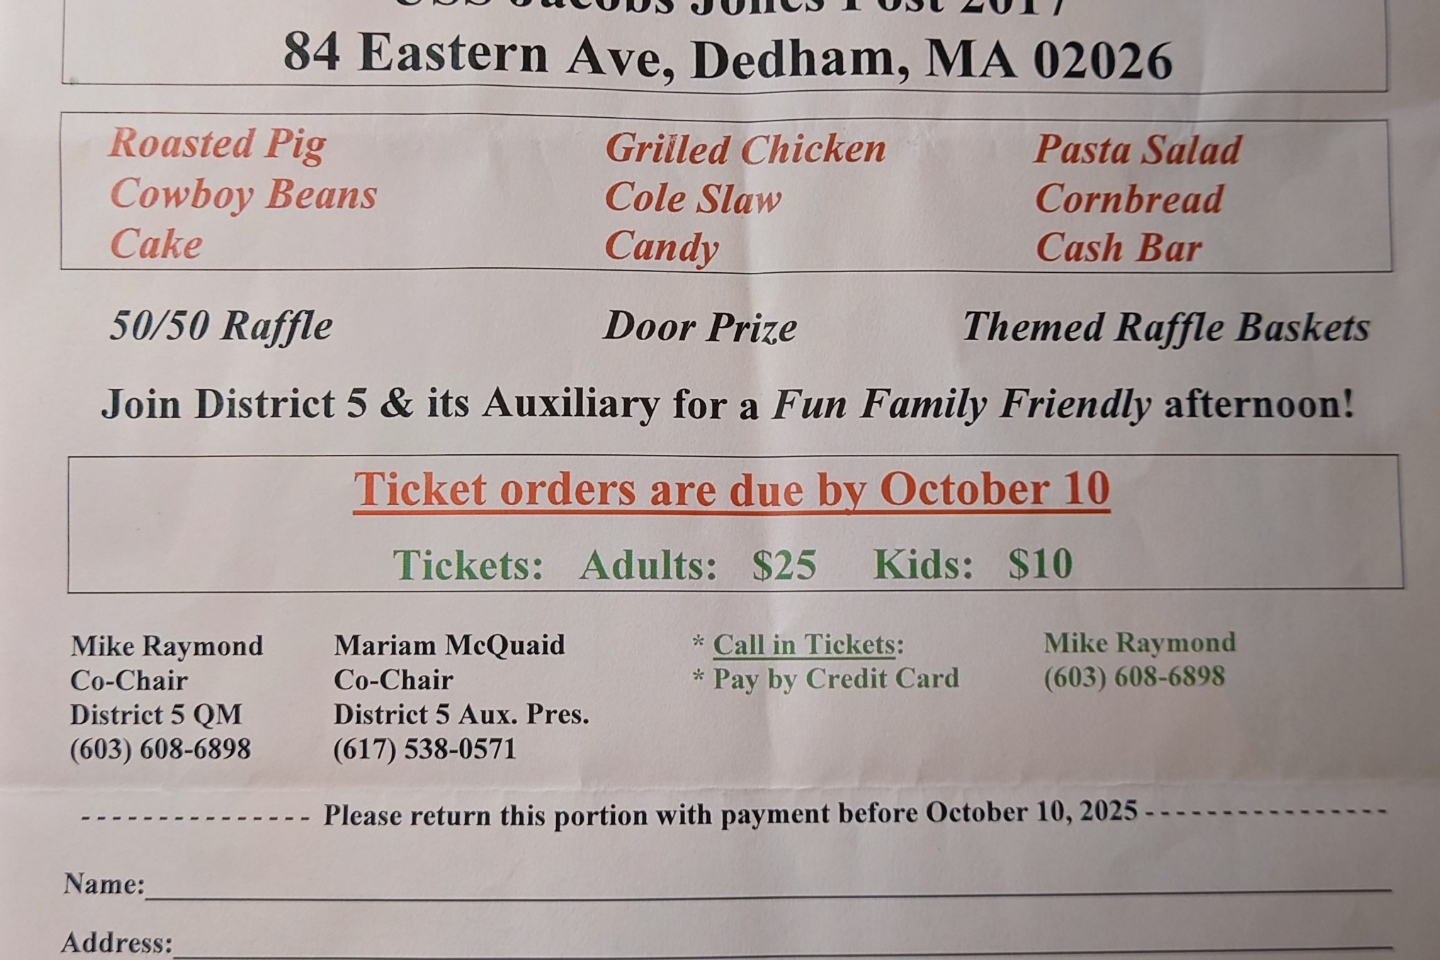 USS Jacobs Jones Post 2017
84 Eastern Ave, Dedham, MA 02026
Roasted Pig Grilled Chicken Pasta Salad
Cowboy Beans Cole Slaw Cornbread
Cake Candy Cash Bar
50/50 Raffle Door Prize Themed Raffle Baskets
Join District 5 & its Auxiliary for a Fun Family Friendly afternoon!
Ticket orders are due by October 10
Tickets: Adults: $25 Kids: $10
Mike Raymond
Co-Chair
District 5 QM
(603) 608-6898
Mariam McQuaid
Co-Chair
District 5 Aux. Pres.
(617) 538-0571
* Call in Tickets:
* Pay by Credit Card
Mike Raymond
(603) 608-6898
--------------- Please return this portion with payment before October 10, 2025 ----------------
Name:
Address: